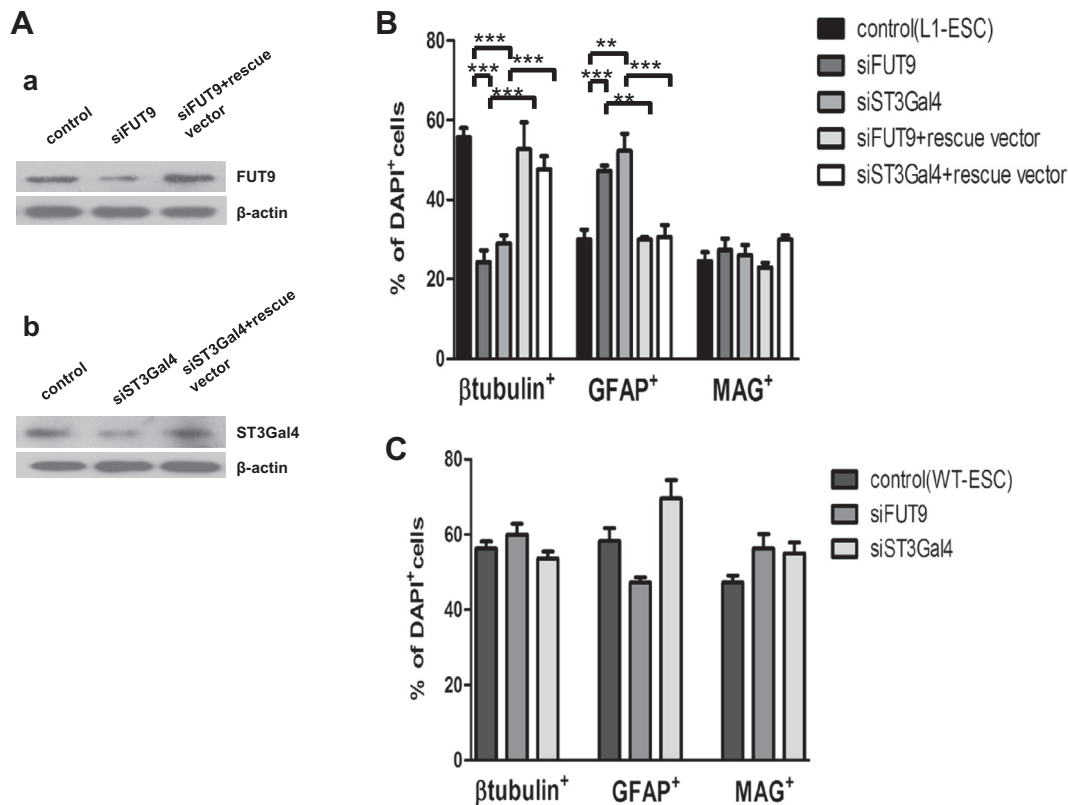 A
a
control
siFUT9
siFUT9+rescue
vector
FUT9
β-actin
b
control
siST3Gal4
siST3Gal4+rescue
vector
ST3Gal4
β-actin
B
80
60
40
20
0
% of DAPI+cells
*** *** *** ***
** *** *** **
βtubulin+ GFAP+ MAG+
control(L1-ESC)
siFUT9
siST3Gal4
siFUT9+rescue vector
siST3Gal4+rescue vector
C
80
60
40
20
0
% of DAPI+cells
βtubulin+ GFAP+ MAG+
control(WT-ESC)
siFUT9
siST3Gal4